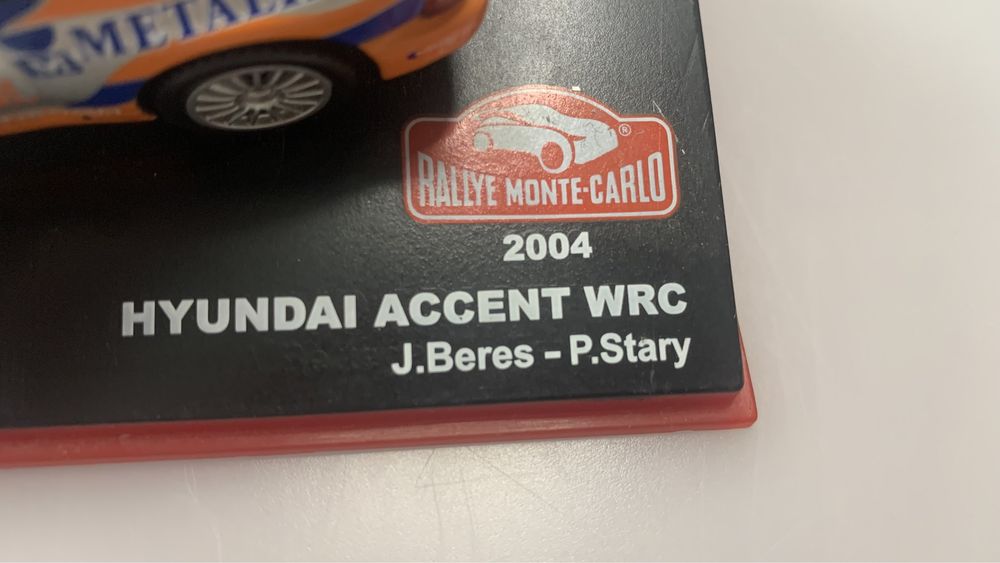 RALLYE MONTE-CARLO ®
2004
HYUNDAI ACCENT WRC
J.Beres - P.Stary